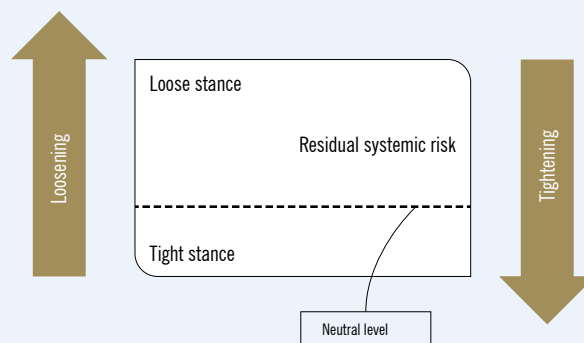 Loosening
Loose stance
Residual systemic risk
Tight stance
Tightening
Neutral level